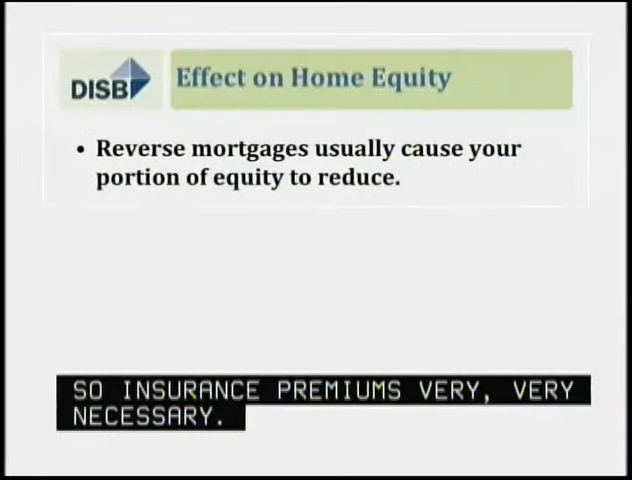 DISB
Effect on Home Equity
• Reverse mortgages usually cause your
portion of equity to reduce.
SO INSURANCE PREMIUMS VERY, VERY
NECESSARY.